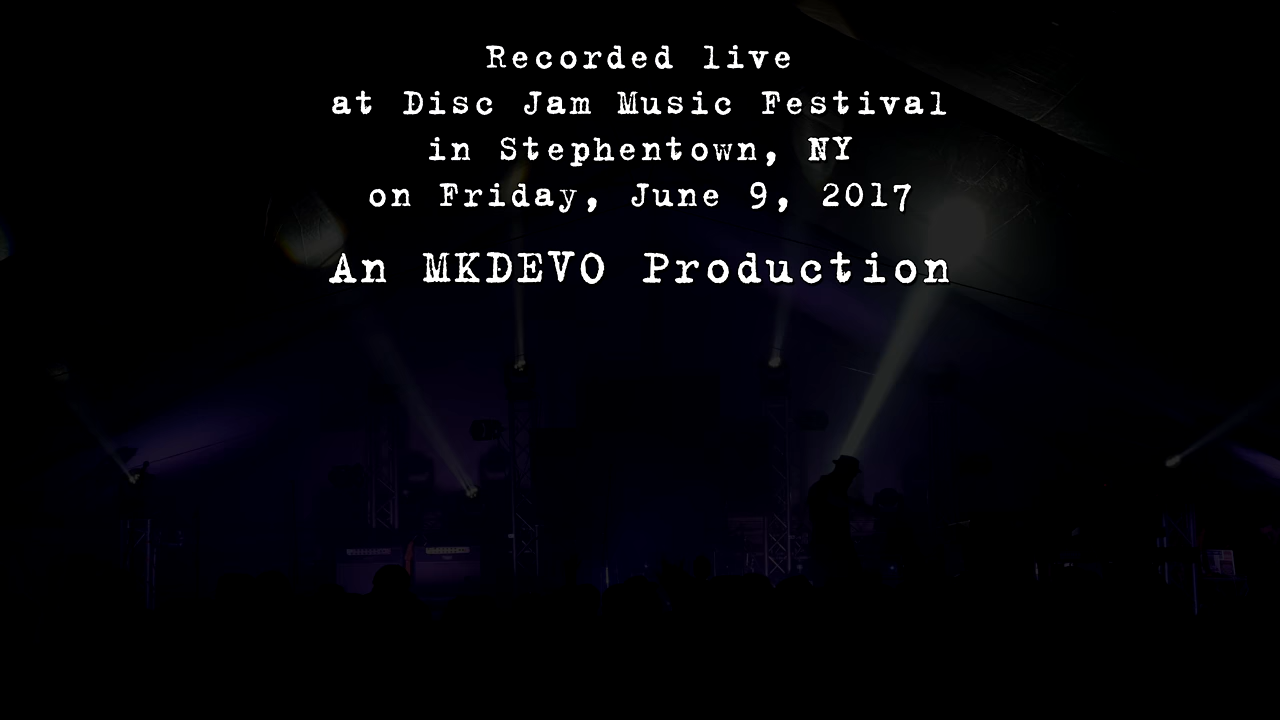 Recorded live
at Disc Jam Music Festival
in Stephentown, NY
on Friday, June 9, 2017
An MKDEVO Production